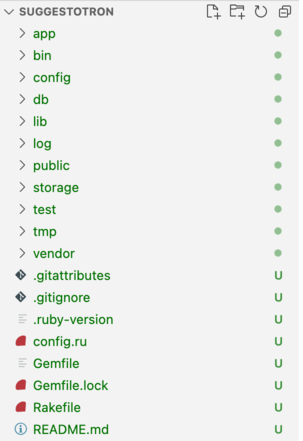 SUGGESTOTRON
app
bin
config
db
lib
log
public
storage
test
tmp
vendor
.gitattributes U
.gitignore U
.ruby-version U
config.ru U
Gemfile U
Gemfile.lock U
Rakefile U
README.md U